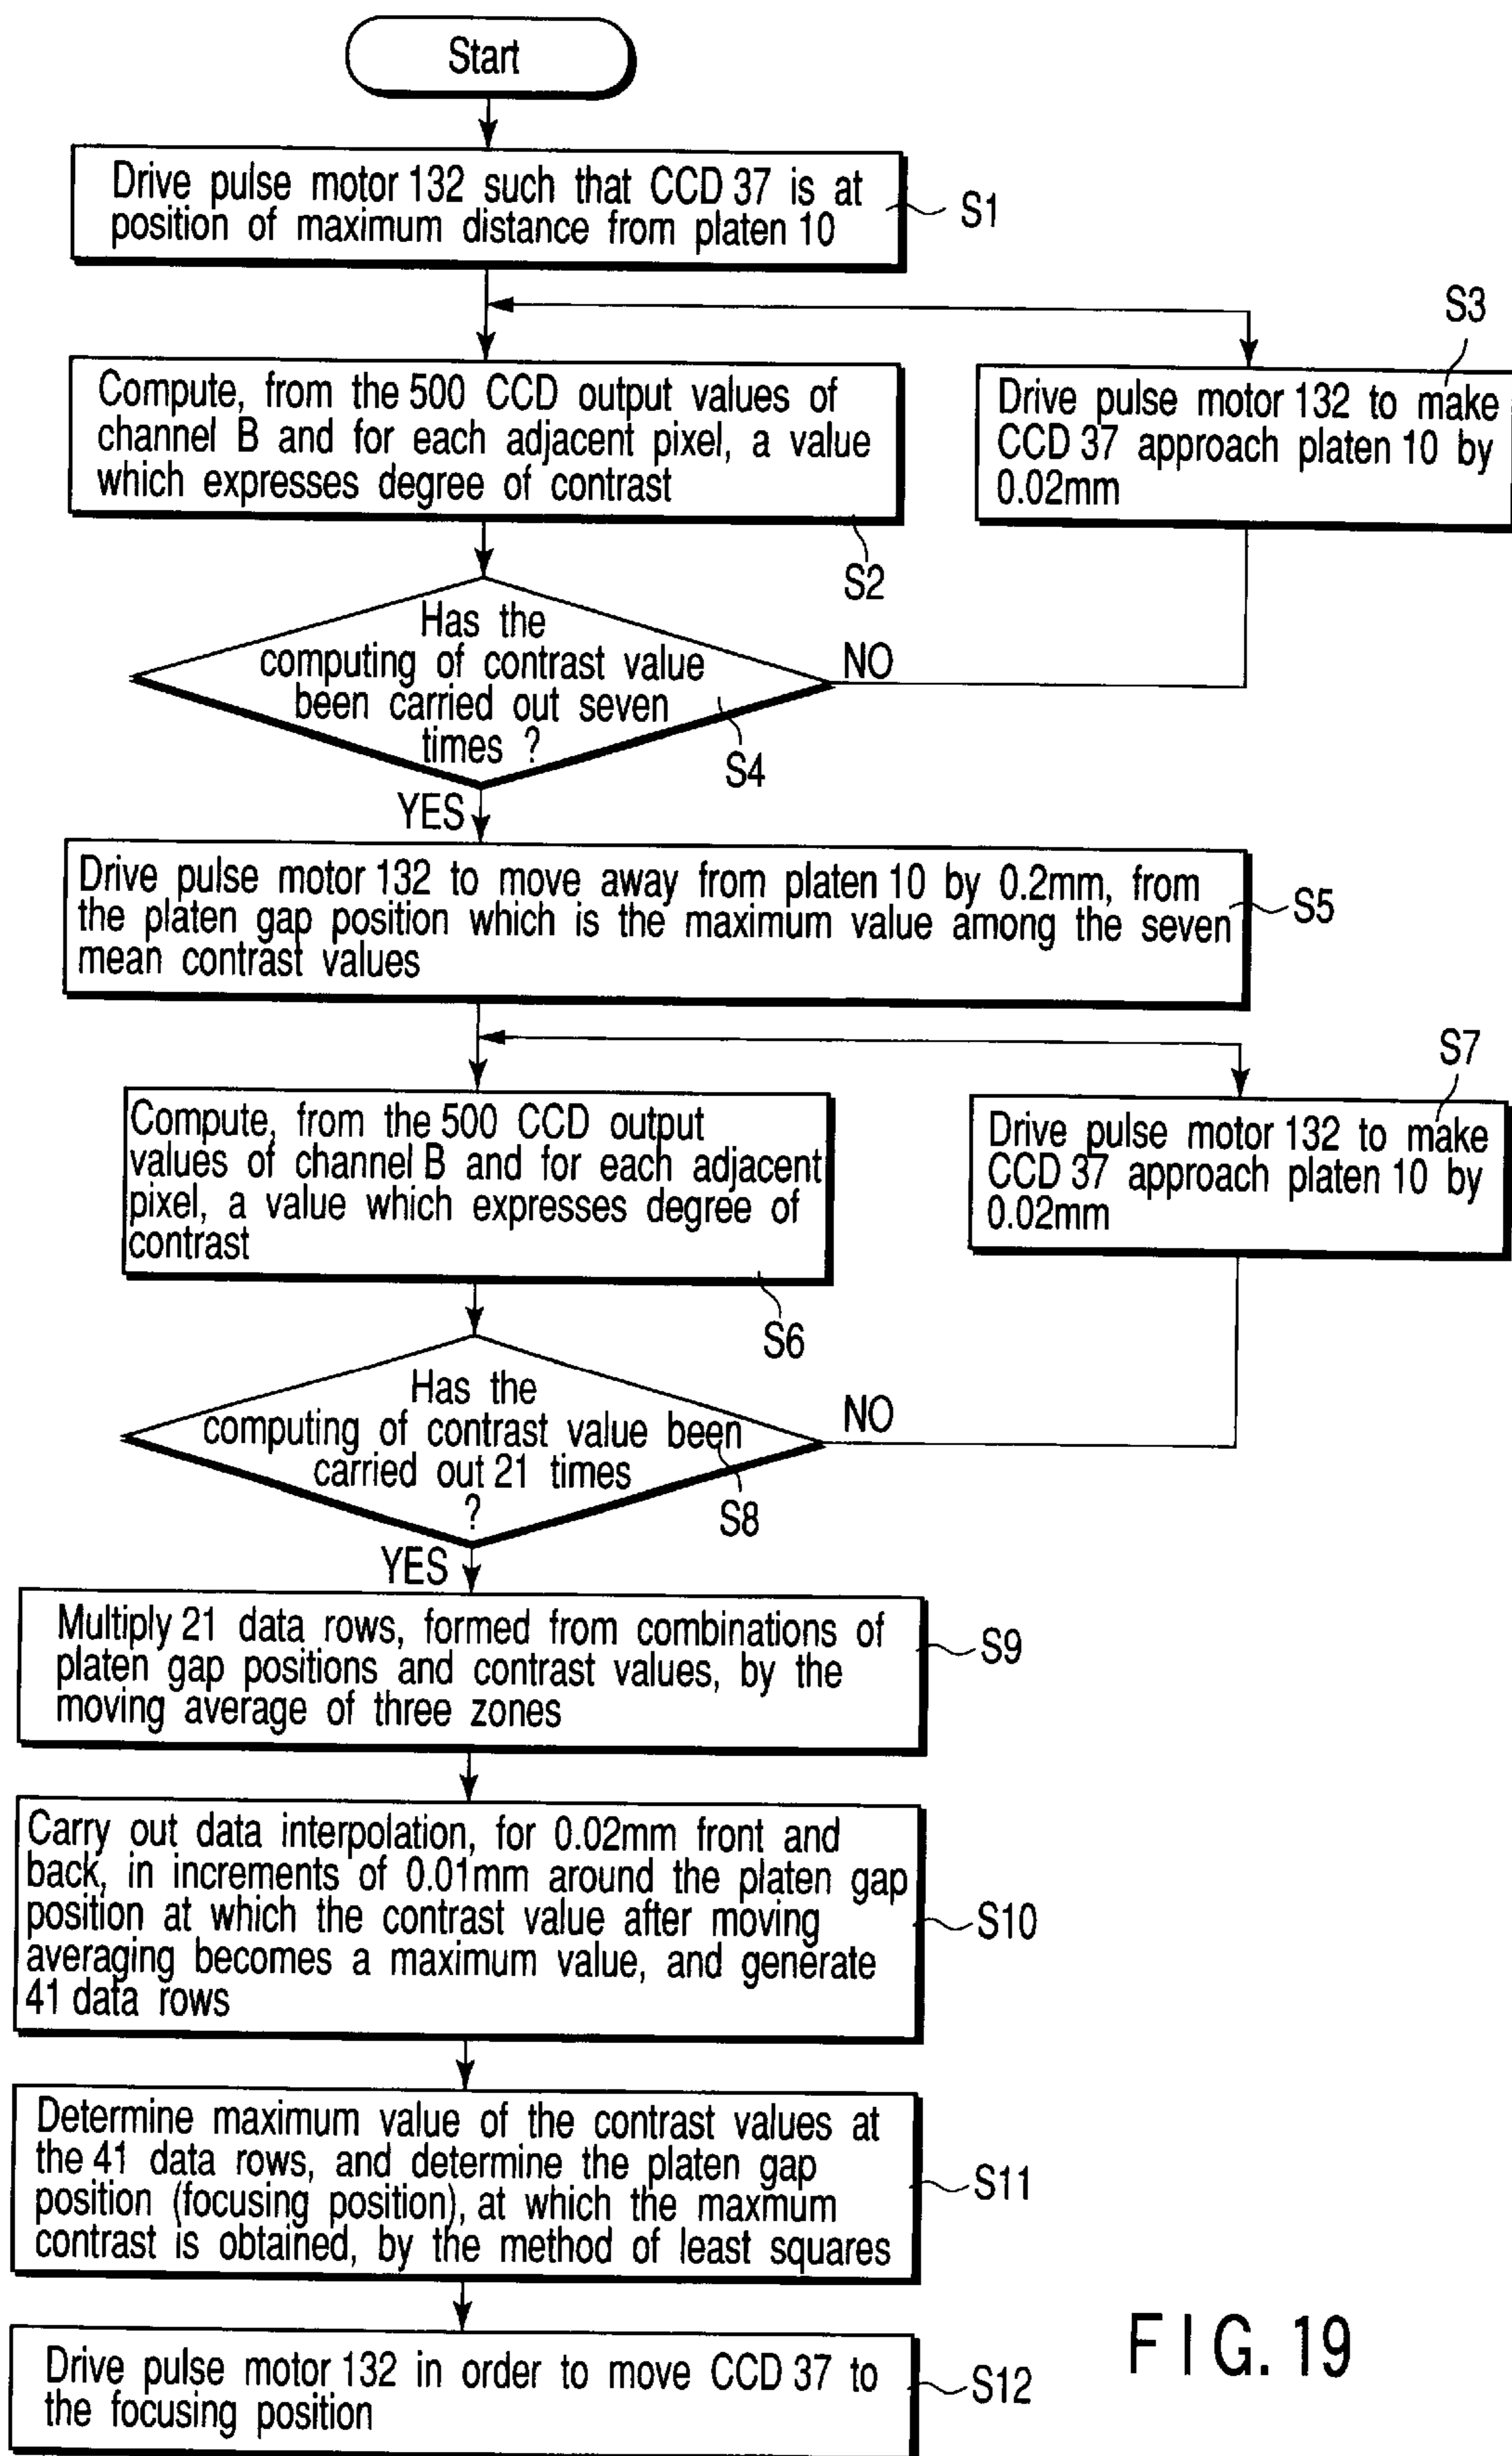 Start
Drive pulse motor 132 such that CCD 37 is at
position of maximum distance from platen 10
S1
S3
Compute, from the 500 CCD output values of
channel B and for each adjacent pixel, a value
which expresses degree of contrast
S2
Drive pulse motor 132 to make
CCD 37 approach platen 10 by
0.02mm
Has the
computing of contrast value
been carried out seven
times ?
NO
S4
YES
Drive pulse motor 132 to move away from platen 10 by 0.2mm, from
the platen gap position which is the maximum value among the seven
mean contrast values
S5
S7
Compute, from the 500 CCD output
values of channel B and for each adjacent
pixel, a value which expresses degree of
contrast
S6
Drive pulse motor 132 to make
CCD 37 approach platen 10 by
0.02mm
Has the
computing of contrast value been
carried out 21 times
?
NO
S8
YES
Multiply 21 data rows, formed from combinations of
platen gap positions and contrast values, by the
moving average of three zones
S9
Carry out data interpolation, for 0.02mm front and
back, in increments of 0.01mm around the platen gap
position at which the contrast value after moving
averaging becomes a maximum value, and generate
41 data rows
S10
Determine maximum value of the contrast values at
the 41 data rows, and determine the platen gap
position (focusing position), at which the maxmum
contrast is obtained, by the method of least squares
S11
Drive pulse motor 132 in order to move CCD 37 to
the focusing position
S12
FIG. 19